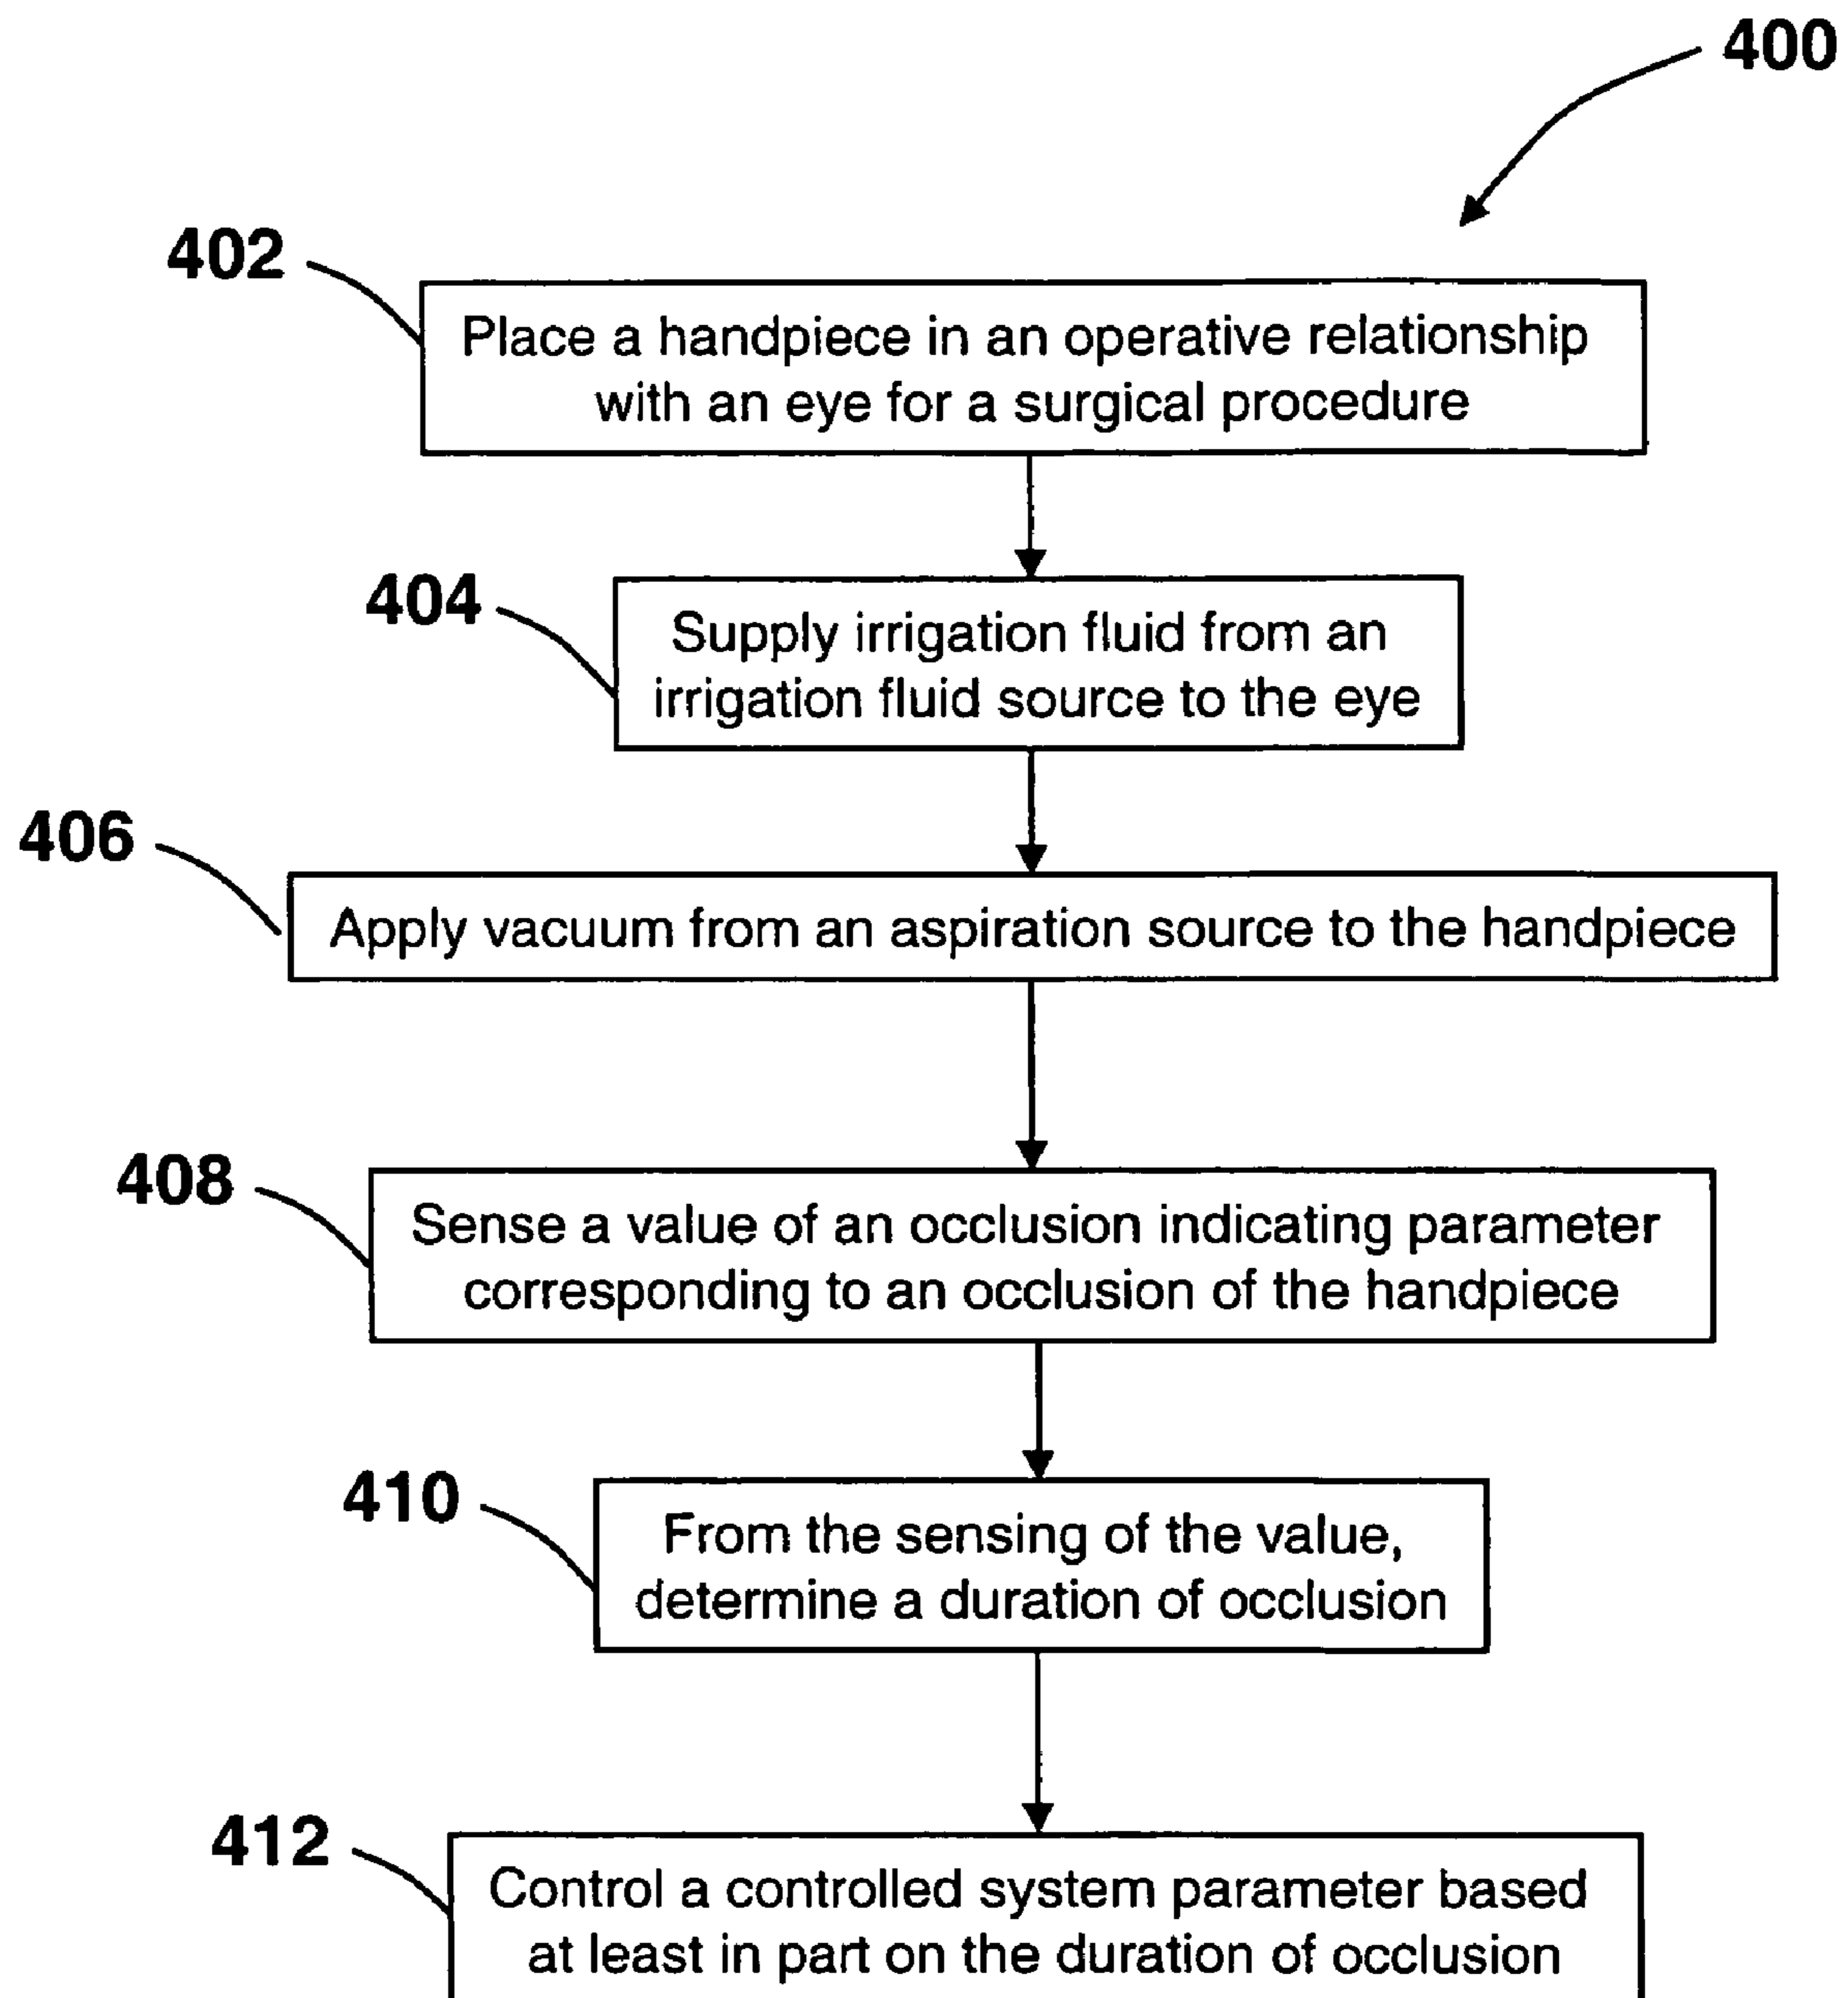 400
402
Place a handpiece in an operative relationship
with an eye for a surgical procedure
404
Supply irrigation fluid from an
irrigation fluid source to the eye
406
Apply vacuum from an aspiration source to the handpiece
408
Sense a value of an occlusion indicating parameter
corresponding to an occlusion of the handpiece
410
From the sensing of the value,
determine a duration of occlusion
412
Control a controlled system parameter based
at least in part on the duration of occlusion